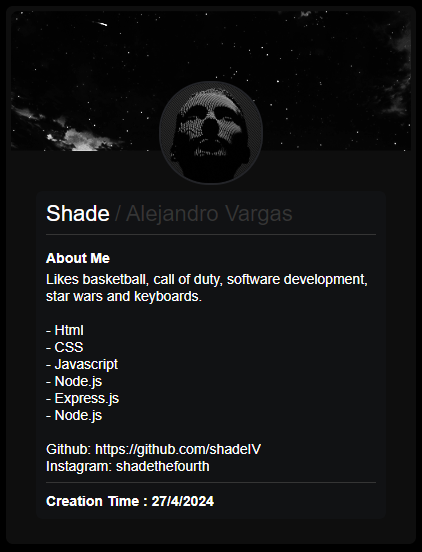 Shade / Alejandro Vargas
About Me
Likes basketball, call of duty, software development,
star wars and keyboards.
- Html
- CSS
- Javascript
- Node.js
- Express.js
- Node.js
Github: https://github.com/shadeIV
Instagram: shadethefourth
Creation Time : 27/4/2024